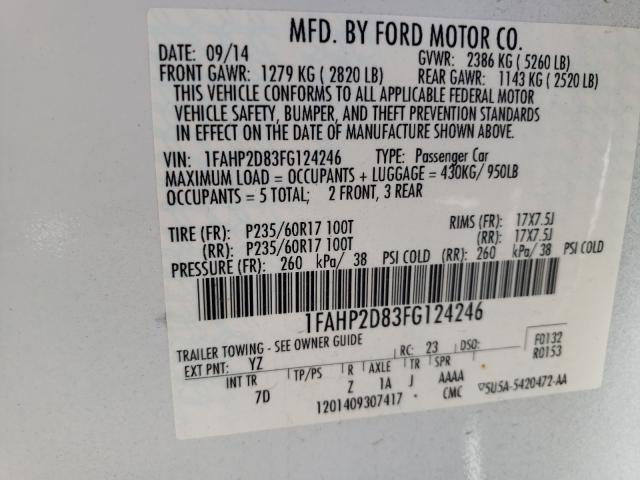 MFD. BY FORD MOTOR CO.
DATE: 09/14 GVWR: 2386 KG ( 5260 LB)
FRONT GAWR: 1279 KG ( 2820 LB) REAR GAWR: 1143 KG ( 2520 LB)
THIS VEHICLE CONFORMS TO ALL APPLICABLE FEDERAL MOTOR
VEHICLE SAFETY, BUMPER, AND THEFT PREVENTION STANDARDS
IN EFFECT ON THE DATE OF MANUFACTURE SHOWN ABOVE.
VIN: 1FAHP2D83FG124246 TYPE: Passenger Car
MAXIMUM LOAD = OCCUPANTS + LUGGAGE = 430KG/ 950LB
OCCUPANTS = 5 TOTAL; 2 FRONT, 3 REAR
TIRE (FR): P235/60R17 100T RIMS (FR): 17X7.5J
(RR): P235/60R17 100T (RR): 17X7.5J
PRESSURE (FR): 260 kPa/ 38 PSI COLD (RR): 260 kPa/ 38 PSI COLD
1FAHP2D83FG124246
TRAILER TOWING - SEE OWNER GUIDE F0132
EXT PNT: YZ RC: 23 DSO: R0153
INT TR TP/PS R AXLE TR SPR
7D Z 1A J AAAA
1201409307417 CMC 5U5A-5420472-AA